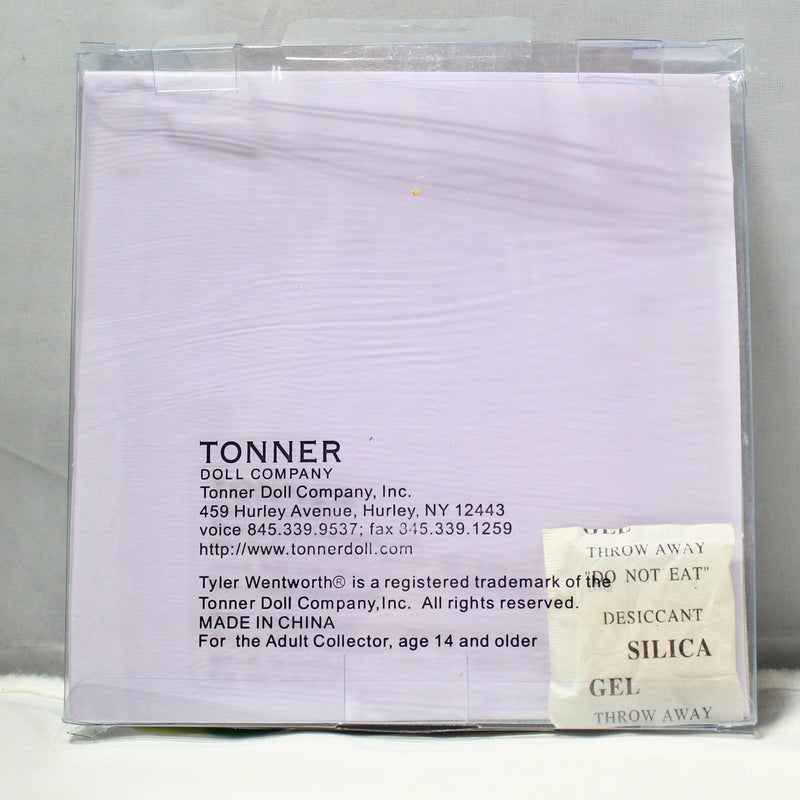 TONNER
DOLL COMPANY
Tonner Doll Company, Inc.
459 Hurley Avenue, Hurley, NY 12443
voice 845.339.9537; fax 845.339.1259
http://www.tonnerdoll.com
Tyler Wentworth® is a registered trademark of the
Tonner Doll Company,Inc. All rights reserved.
MADE IN CHINA
For the Adult Collector, age 14 and older
GEL
THROW AWAY
"DO NOT EAT"
DESICCANT
SILICA
GEL
THROW AWAY